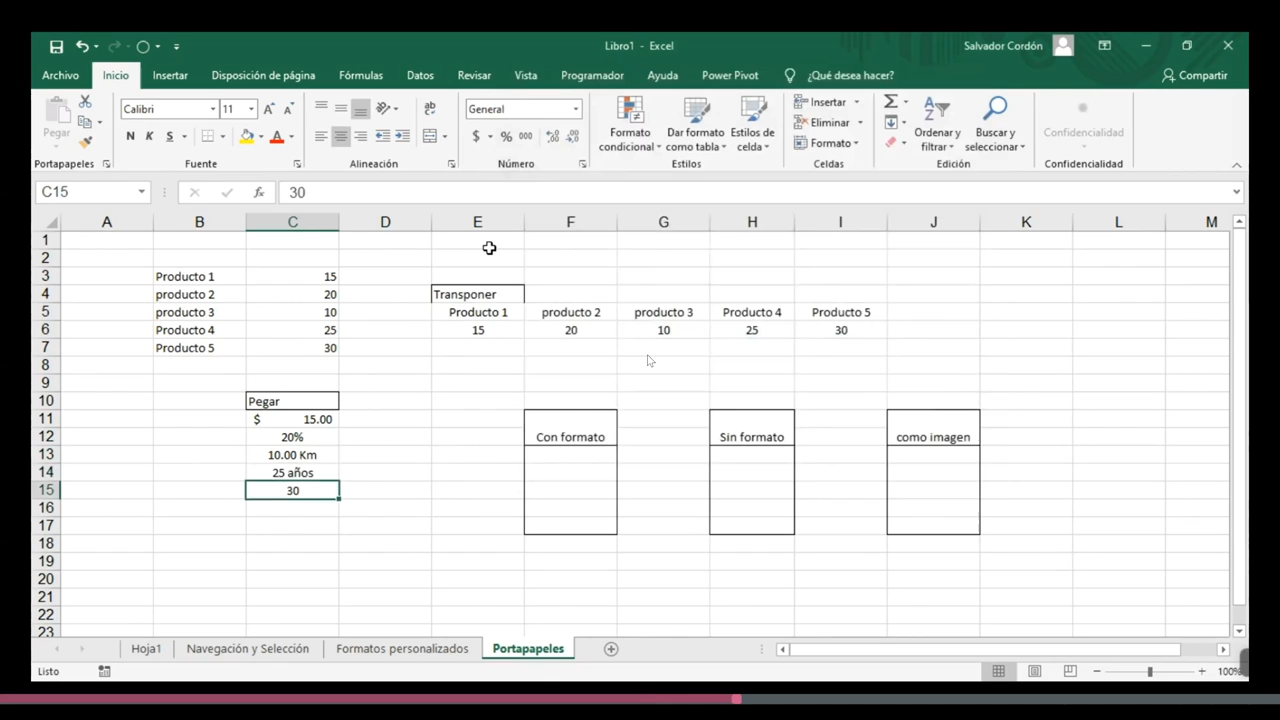 Libro1 - Excel
Salvador Cordón
Archivo Inicio Insertar Disposición de página Fórmulas Datos Revisar Vista Programador Ayuda Power Pivot ¿Qué desea hacer? Compartir
Calibri 11 General
Pegar
N K S
$ % 000
Formato condicional
Dar formato como tabla
Estilos de celda
Insertar
Eliminar
Formato
Ordenar y filtrar
Buscar y seleccionar
Confidencialidad
Portapapeles Fuente Alineación Número Estilos Celdas Edición Confidencialidad
C15 fx 30
A B C D E F G H I J K L M
1
2
3 Producto 1 15
4 producto 2 20 Transponer
5 producto 3 10 Producto 1 producto 2 producto 3 Producto 4 Producto 5
6 Producto 4 25 15 20 10 25 30
7 Producto 5 30
8
9
10 Pegar
11 $ 15.00
12 20% Con formato Sin formato como imagen
13 10.00 Km
14 25 años
15 30
16
17
18
19
20
21
22
23
Hoja1 Navegación y Selección Formatos personalizados Portapapeles
Listo 100%